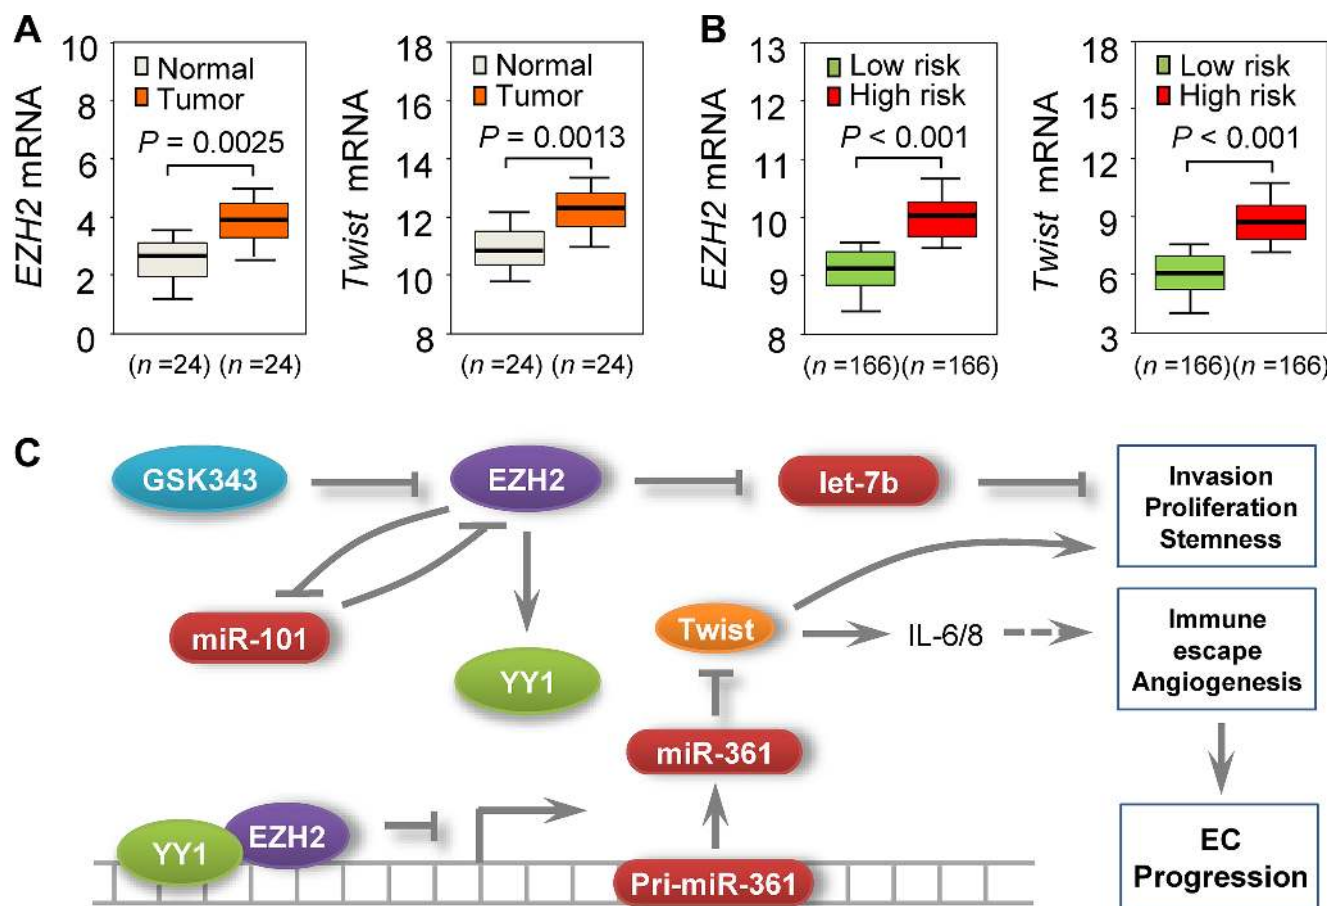 A
EZH2 mRNA
10
8
6
4
2
0
Normal
Tumor
P = 0.0025
(n =24) (n =24)
Twist mRNA
18
16
14
12
10
8
Normal
Tumor
P = 0.0013
(n =24) (n =24)
B
EZH2 mRNA
13
12
11
10
9
8
Low risk
High risk
P < 0.001
(n =166)(n =166)
Twist mRNA
18
15
12
9
6
3
Low risk
High risk
P < 0.001
(n =166)(n =166)
C
GSK343
EZH2
let-7b
Invasion
Proliferation
Stemness
miR-101
Twist
IL-6/8
Immune
escape
Angiogenesis
YY1
miR-361
YY1
EZH2
Pri-miR-361
EC
Progression